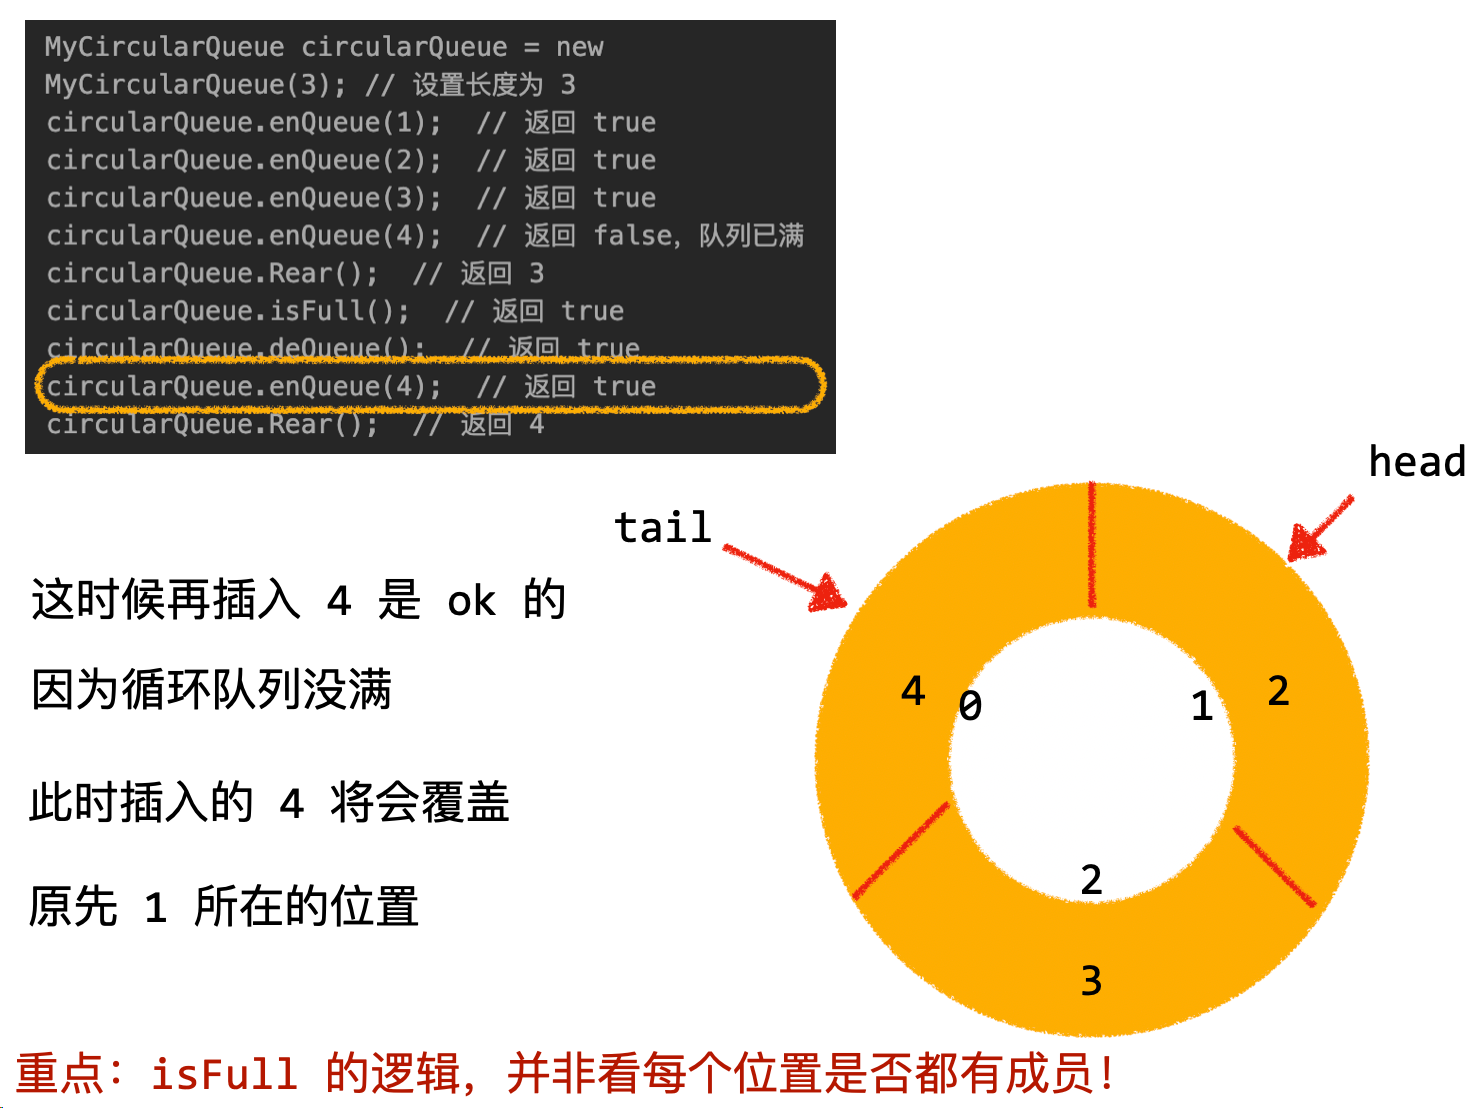 MyCircularQueue circularQueue = new
MyCircularQueue(3); // 设置长度为 3
circularQueue.enQueue(1);  // 返回 true
circularQueue.enQueue(2);  // 返回 true
circularQueue.enQueue(3);  // 返回 true
circularQueue.enQueue(4);  // 返回 false，队列已满
circularQueue.Rear();  // 返回 3
circularQueue.isFull();  // 返回 true
circularQueue.deQueue();  // 返回 true
circularQueue.enQueue(4);  // 返回 true
circularQueue.Rear();  // 返回 4
head
tail
这时候再插入 4 是 ok 的
因为循环队列没满
4 0 1 2
此时插入的 4 将会覆盖
2
原先 1 所在的位置
3
重点：isFull 的逻辑，并非看每个位置是否都有成员！